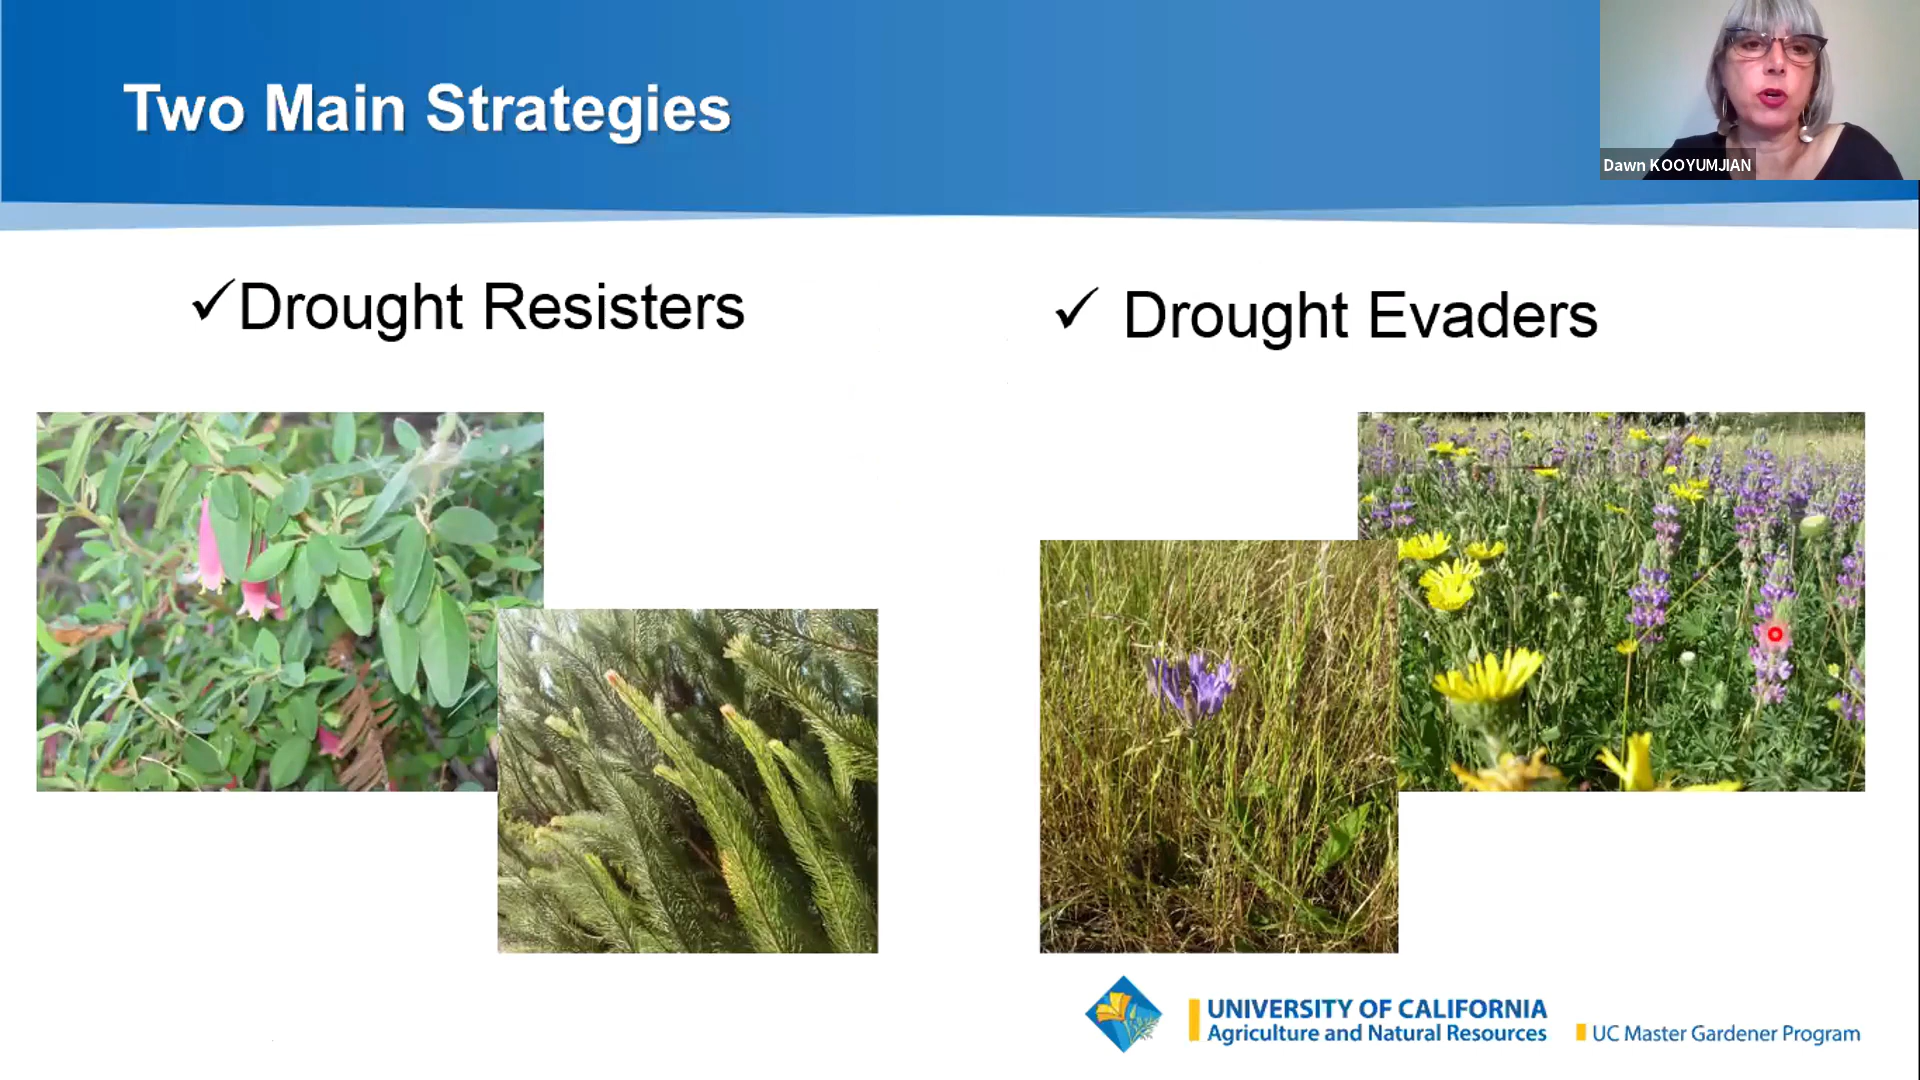 Two Main Strategies
Dawn KOOYUMJIAN
✓Drought Resisters
✓ Drought Evaders
UNIVERSITY OF CALIFORNIA
Agriculture and Natural Resources
UC Master Gardener Program